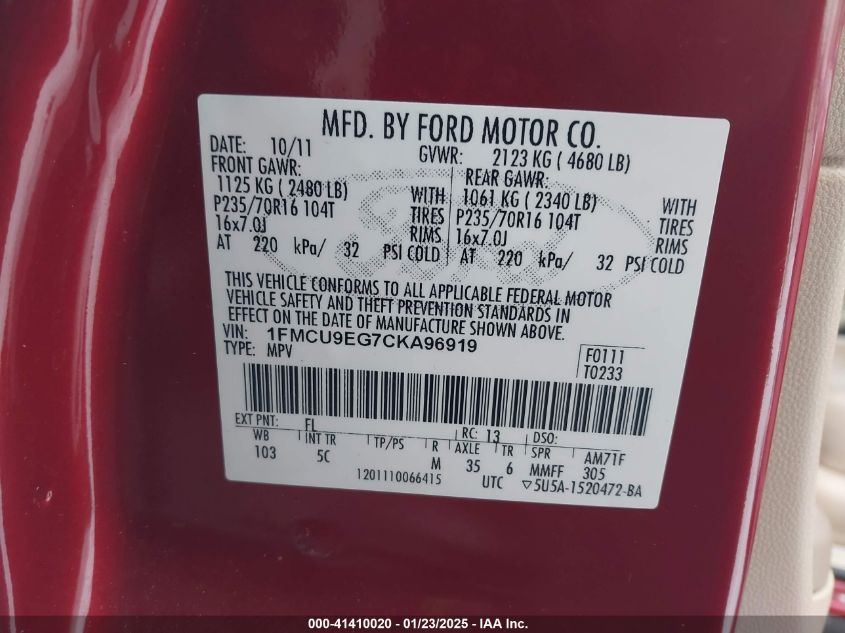 MFD. BY FORD MOTOR CO.
DATE: 10/11 GVWR: 2123 KG ( 4680 LB)
FRONT GAWR: REAR GAWR:
1125 KG ( 2480 LB) WITH 1061 KG ( 2340 LB) WITH
P235/70R16 104T TIRES P235/70R16 104T TIRES
16x7.0J RIMS 16x7.0J RIMS
AT 220 kPa/ 32 PSI COLD AT 220 kPa/ 32 PSI COLD
THIS VEHICLE CONFORMS TO ALL APPLICABLE FEDERAL MOTOR
VEHICLE SAFETY AND THEFT PREVENTION STANDARDS IN
EFFECT ON THE DATE OF MANUFACTURE SHOWN ABOVE.
VIN: 1FMCU9EG7CKA96919
TYPE: MPV
F0111
T0233
EXT PNT: FL RC: 13 DSO:
WB INT TR TP/PS R AXLE TR SPR AM7TF
103 5C M 35 6 MMFF 305
1201110066415 UTC ▽5U5A-1520472-BA
Ford
000-41410020 - 01/23/2025 - IAA Inc.